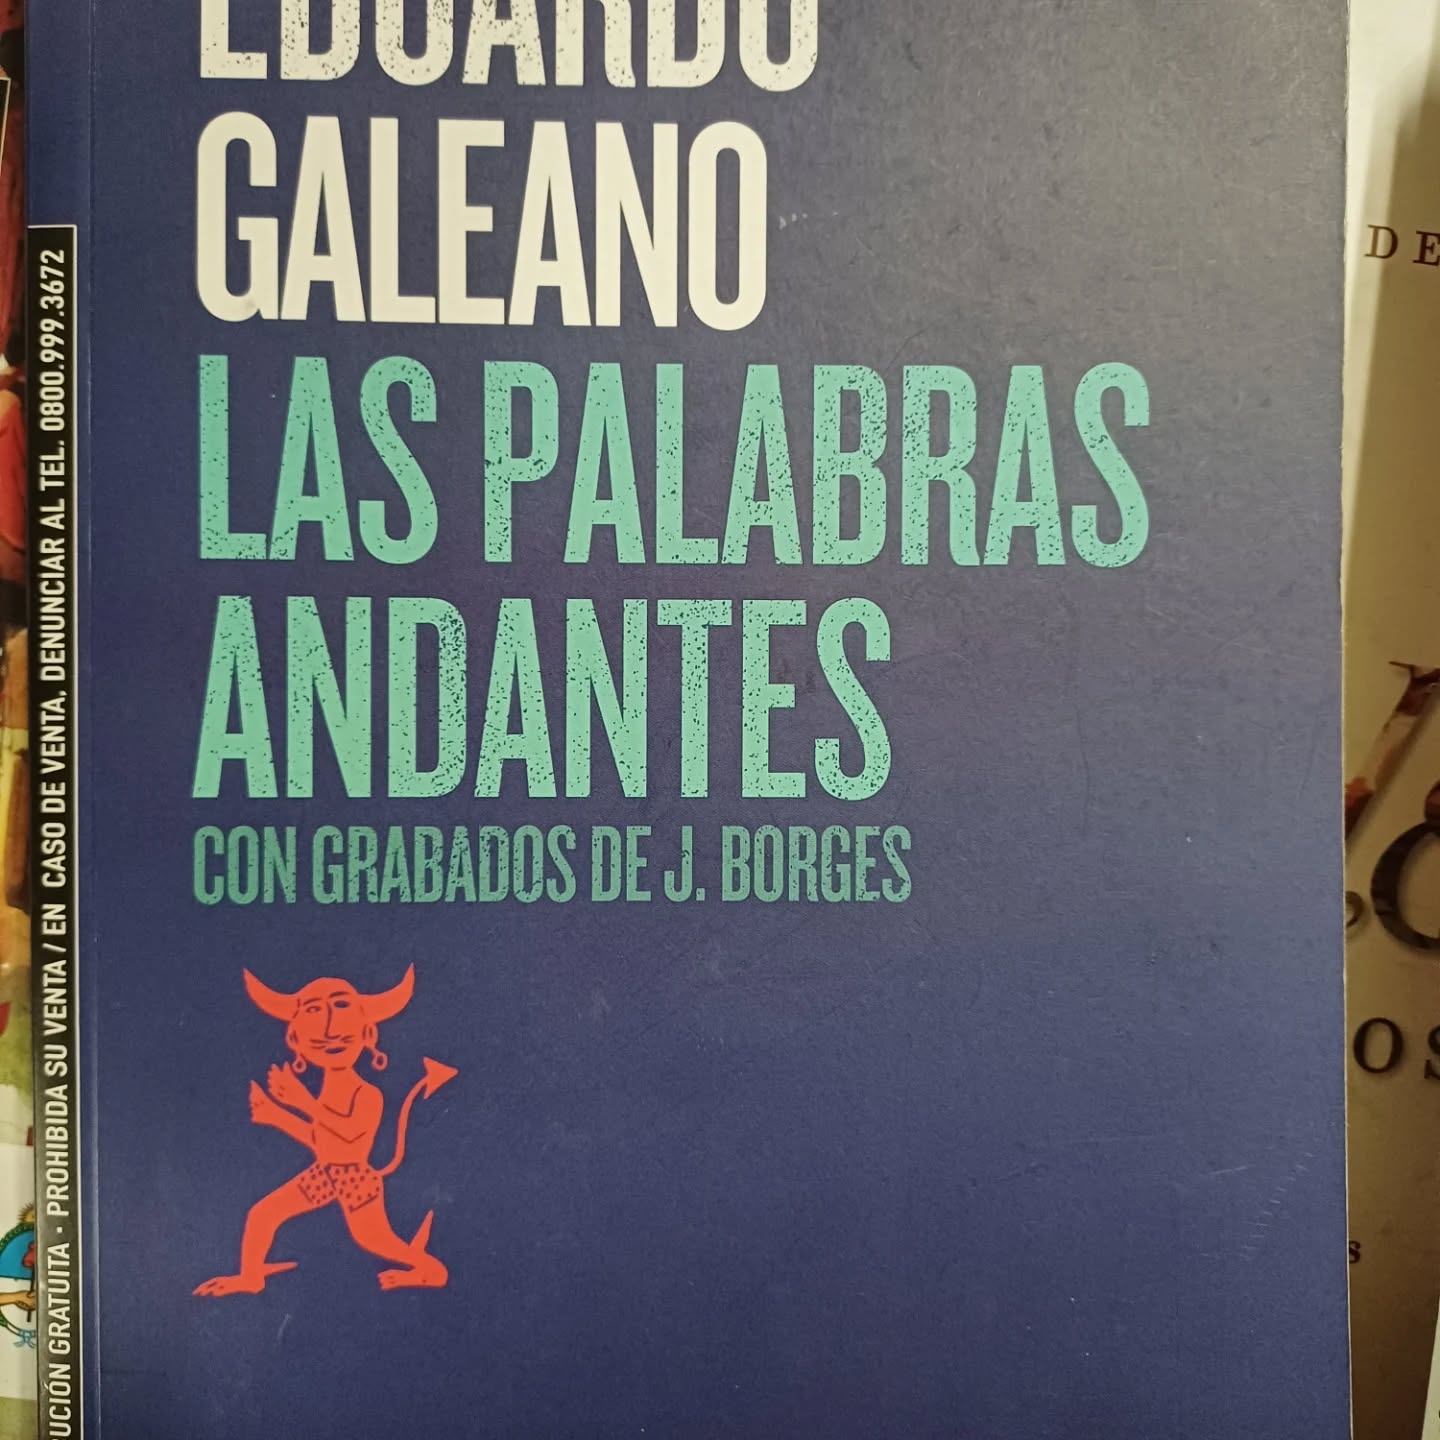 EDUARDO
GALEANO
LAS PALABRAS
ANDANTES
CON GRABADOS DE J. BORGES
GRATUITA · PROHIBIDA SU VENTA / EN CASO DE VENTA, DENUNCIAR AL TEL. 0800.999.3672
DE